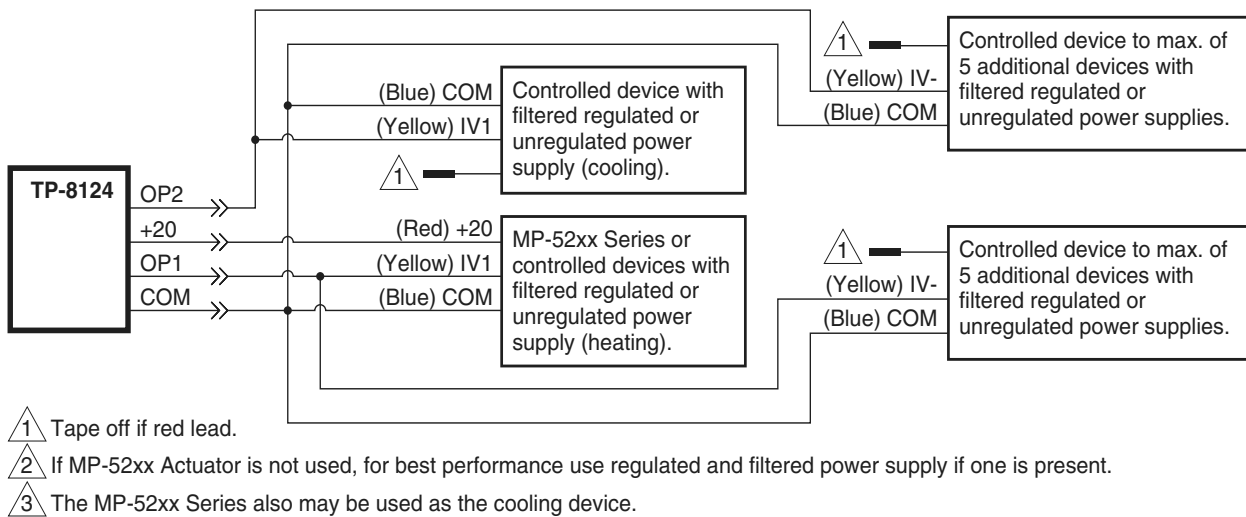 TP-8124
OP2
+20
OP1
COM
(Blue) COM
(Yellow) IV1
1
Controlled device with
filtered regulated or
unregulated power
supply (cooling).
(Red) +20
(Yellow) IV1
(Blue) COM
MP-52xx Series or
controlled devices with
filtered regulated or
unregulated power
supply (heating).
1
(Yellow) IV-
(Blue) COM
Controlled device to max. of
5 additional devices with
filtered regulated or
unregulated power supplies.
1
(Yellow) IV-
(Blue) COM
Controlled device to max. of
5 additional devices with
filtered regulated or
unregulated power supplies.
1 Tape off if red lead.
2 If MP-52xx Actuator is not used, for best performance use regulated and filtered power supply if one is present.
3 The MP-52xx Series also may be used as the cooling device.